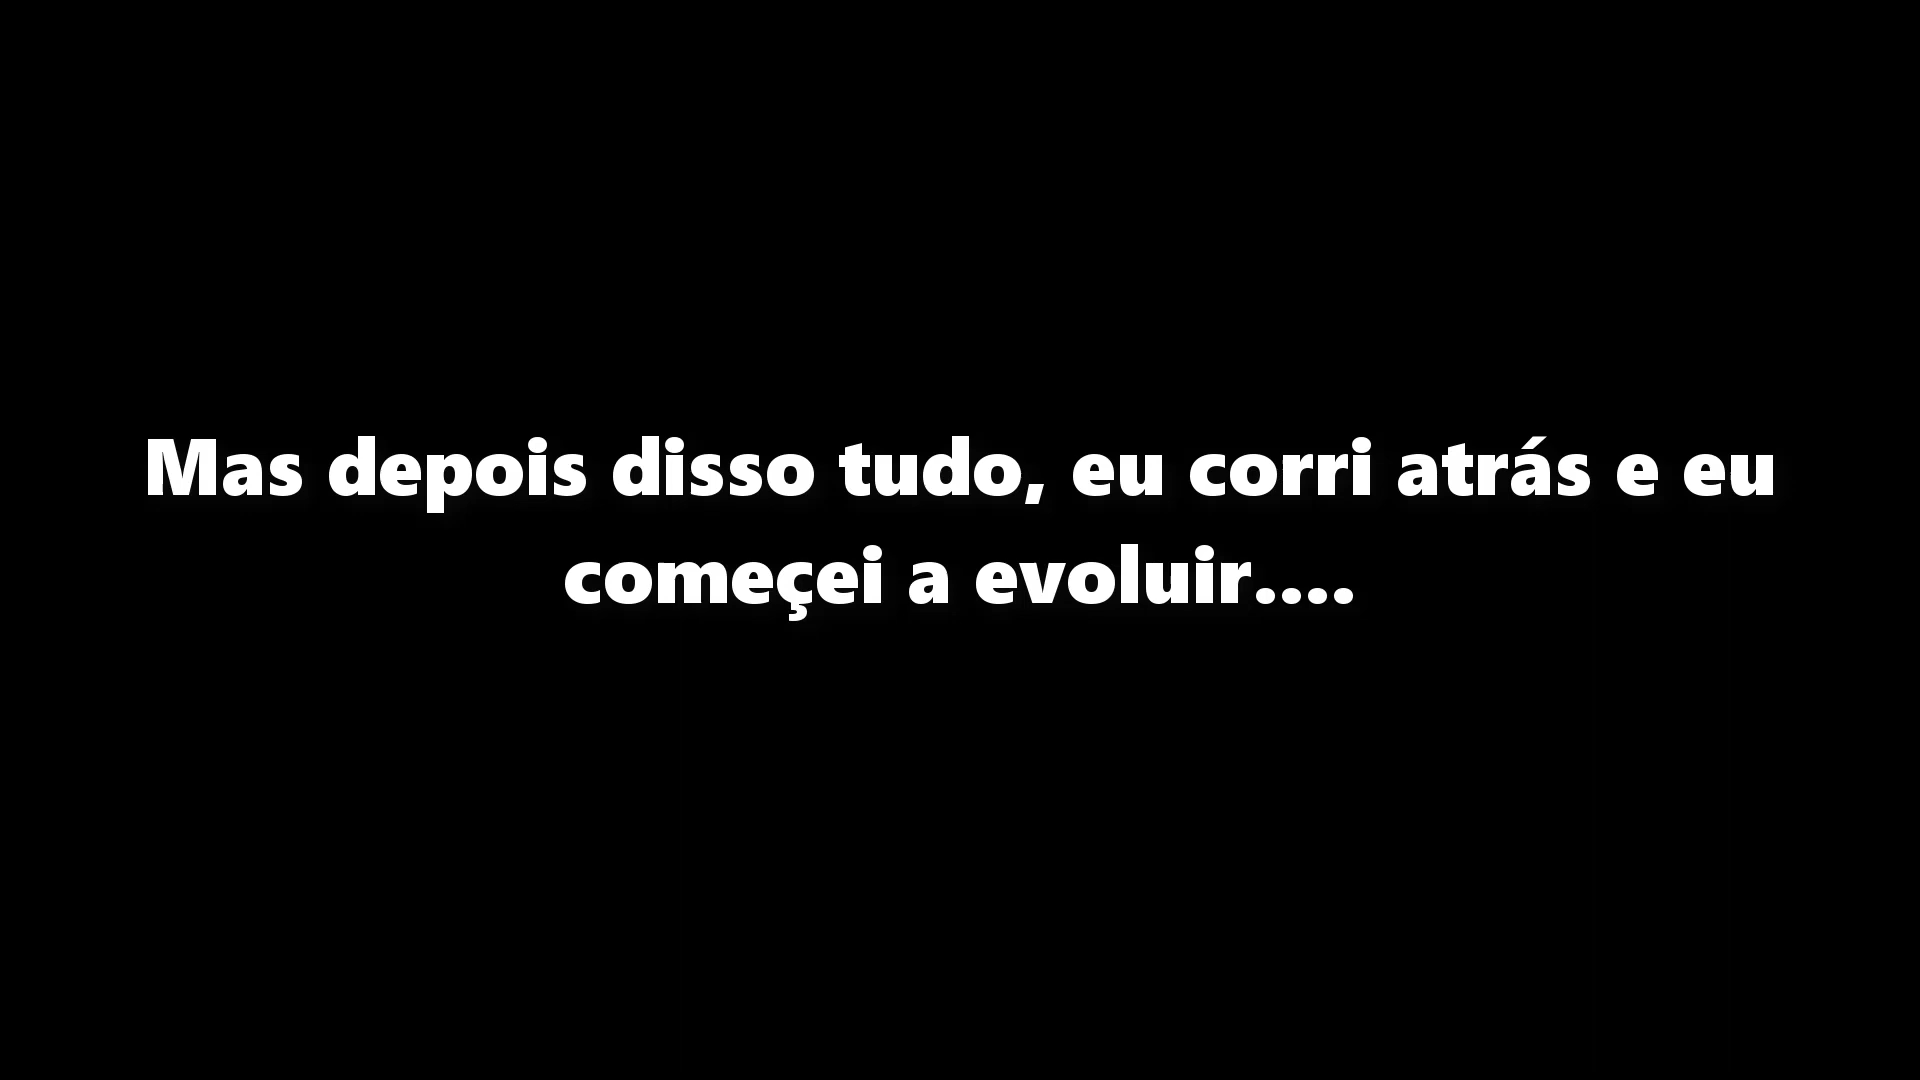 Mas depois disso tudo, eu corri atrás e eu
começei a evoluir....